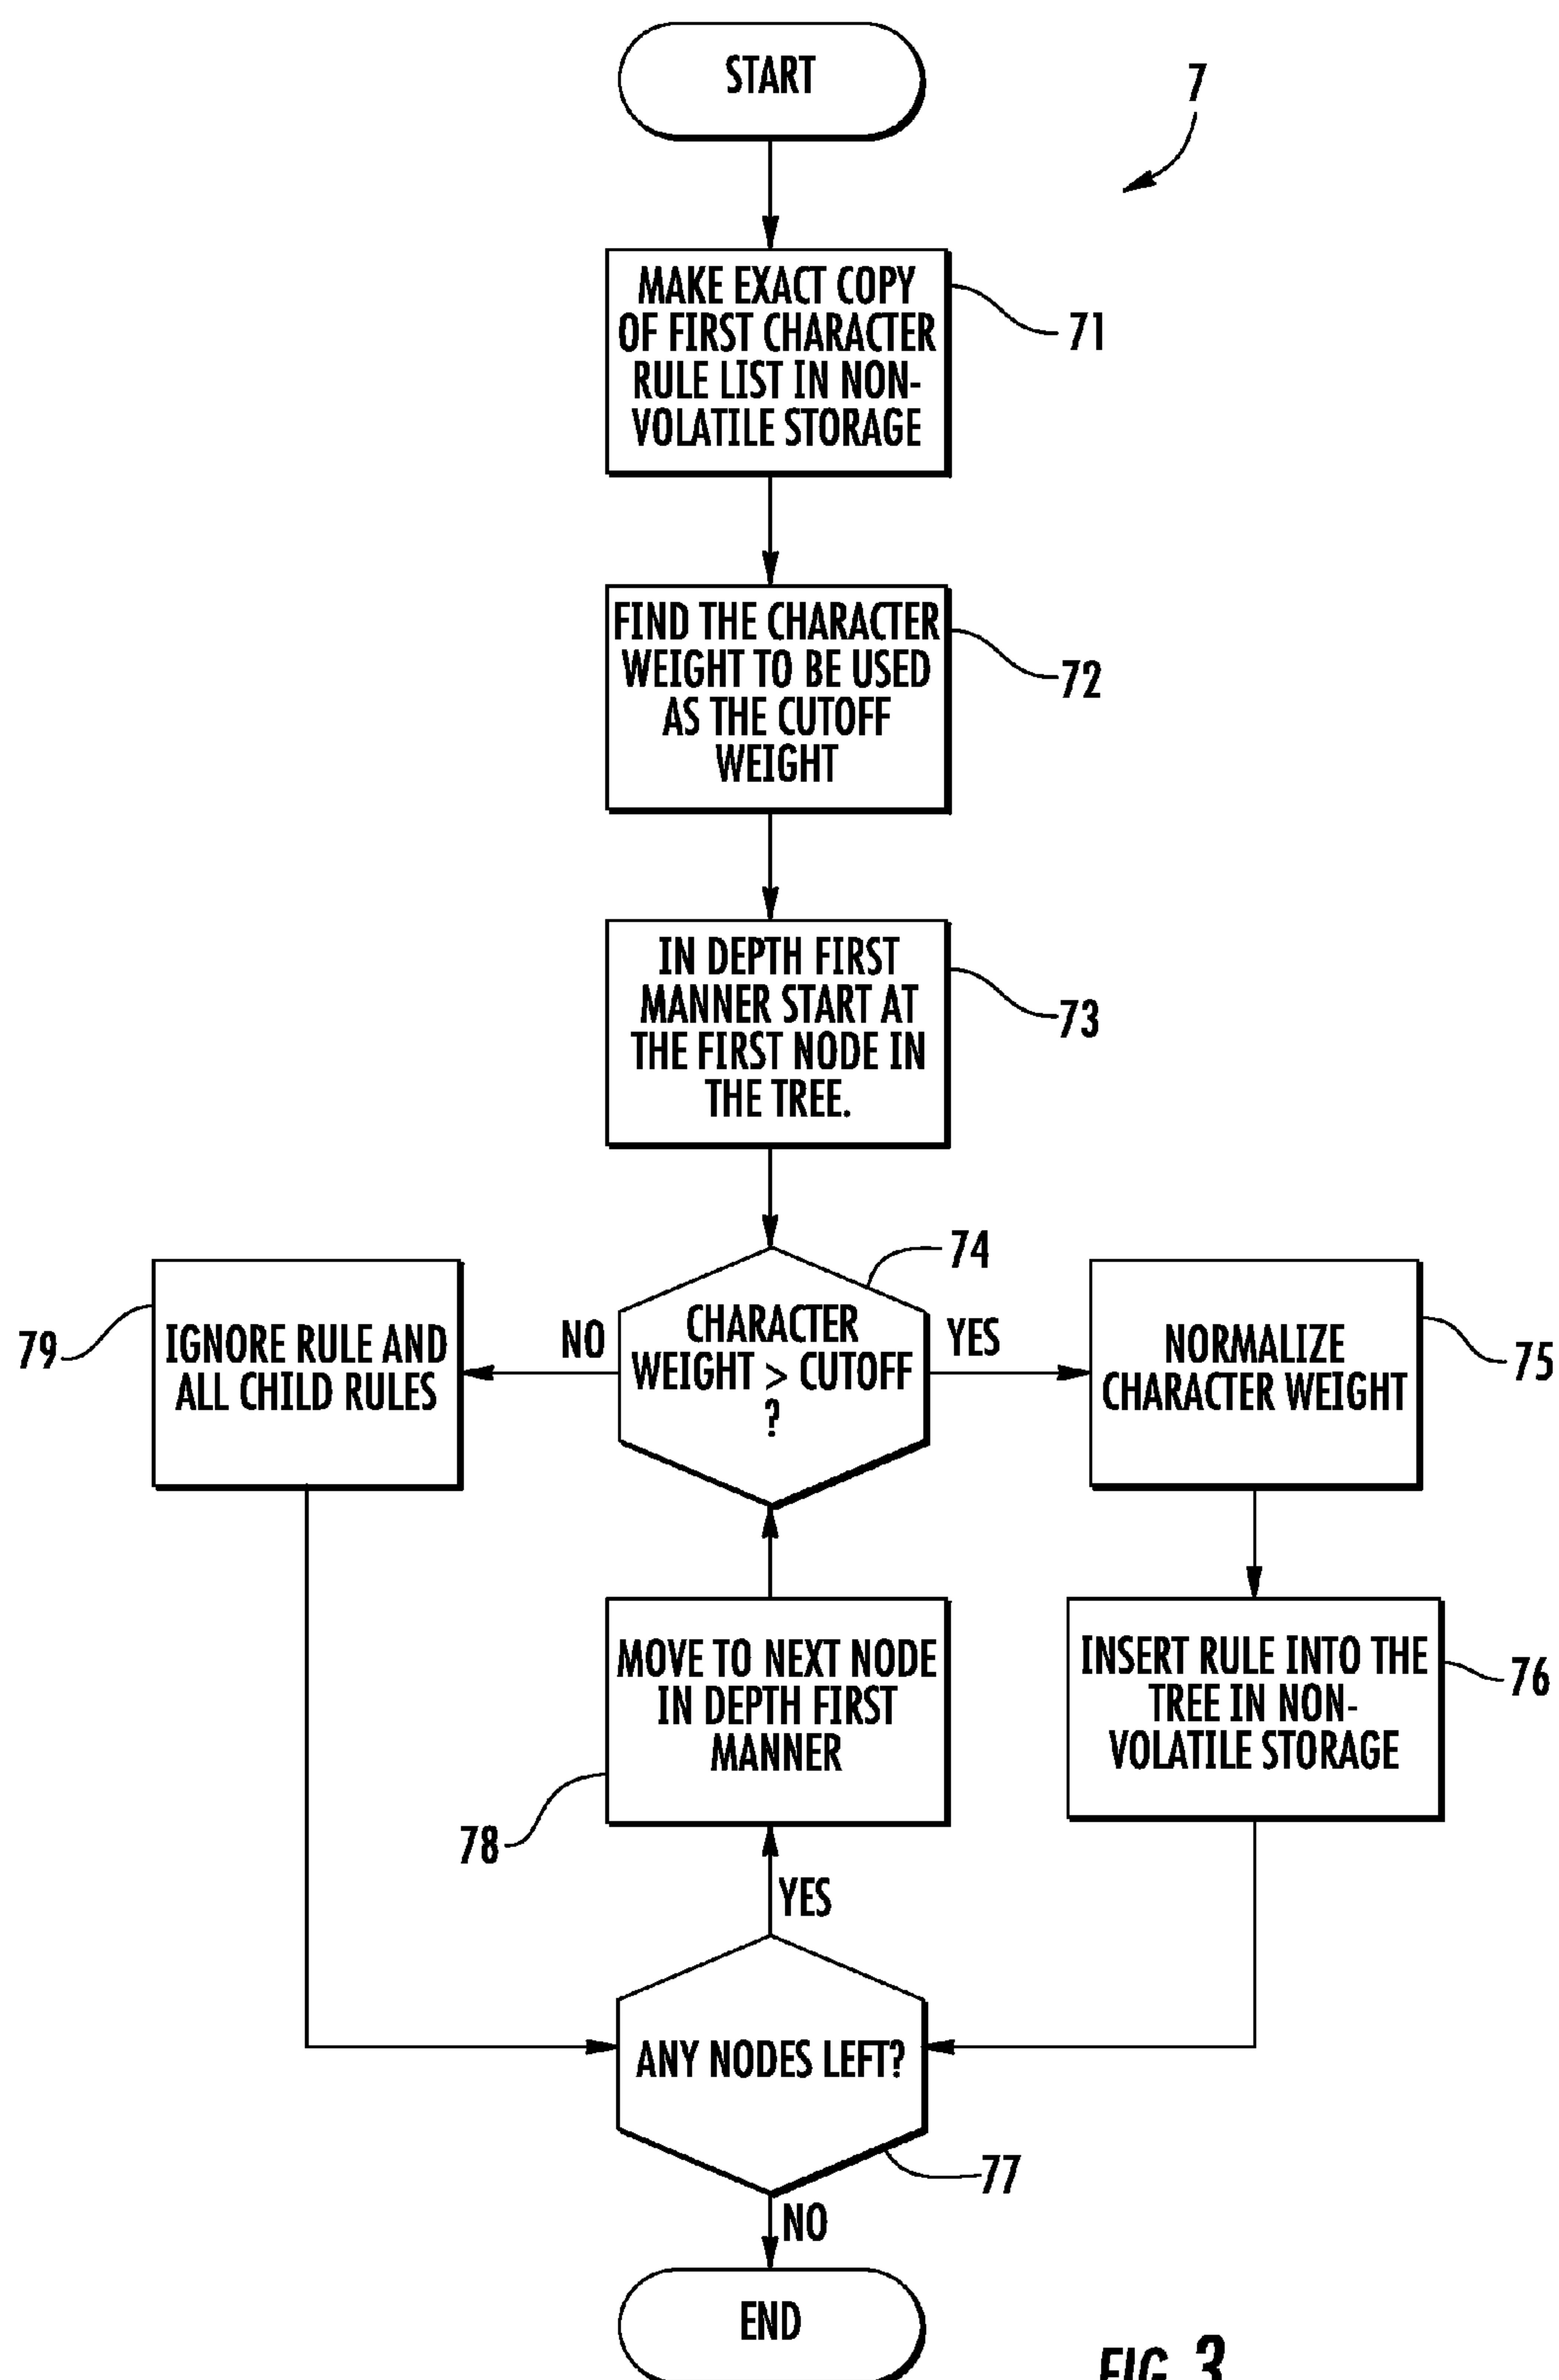 START
7
MAKE EXACT COPY
OF FIRST CHARACTER
RULE LIST IN NON-
VOLATILE STORAGE
71
FIND THE CHARACTER
WEIGHT TO BE USED
AS THE CUTOFF
WEIGHT
72
IN DEPTH FIRST
MANNER START AT
THE FIRST NODE IN
THE TREE.
73
74
CHARACTER
WEIGHT > CUTOFF
?
NO
YES
79
IGNORE RULE AND
ALL CHILD RULES
NORMALIZE
CHARACTER WEIGHT
75
MOVE TO NEXT NODE
IN DEPTH FIRST
MANNER
78
INSERT RULE INTO THE
TREE IN NON-
VOLATILE STORAGE
76
YES
ANY NODES LEFT?
77
NO
END
FIG. 3